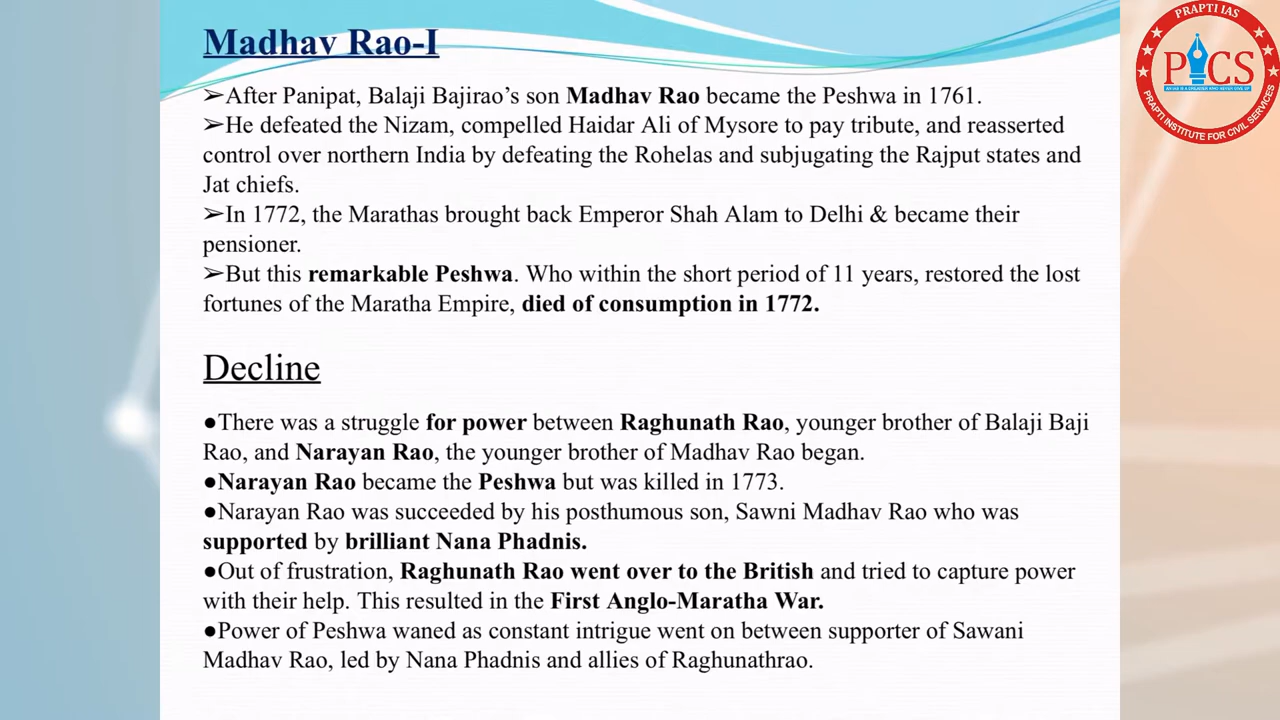 Madhav Rao-I
➢After Panipat, Balaji Bajirao’s son Madhav Rao became the Peshwa in 1761.
➢He defeated the Nizam, compelled Haidar Ali of Mysore to pay tribute, and reasserted
control over northern India by defeating the Rohelas and subjugating the Rajput states and
Jat chiefs.
➢In 1772, the Marathas brought back Emperor Shah Alam to Delhi & became their
pensioner.
➢But this remarkable Peshwa. Who within the short period of 11 years, restored the lost
fortunes of the Maratha Empire, died of consumption in 1772.
Decline
●There was a struggle for power between Raghunath Rao, younger brother of Balaji Baji
Rao, and Narayan Rao, the younger brother of Madhav Rao began.
●Narayan Rao became the Peshwa but was killed in 1773.
●Narayan Rao was succeeded by his posthumous son, Sawni Madhav Rao who was
supported by brilliant Nana Phadnis.
●Out of frustration, Raghunath Rao went over to the British and tried to capture power
with their help. This resulted in the First Anglo-Maratha War.
●Power of Peshwa waned as constant intrigue went on between supporter of Sawani
Madhav Rao, led by Nana Phadnis and allies of Raghunathrao.
PRAPTI IAS
PICS
PRAPTI INSTITUTE FOR CIVIL SERVICES